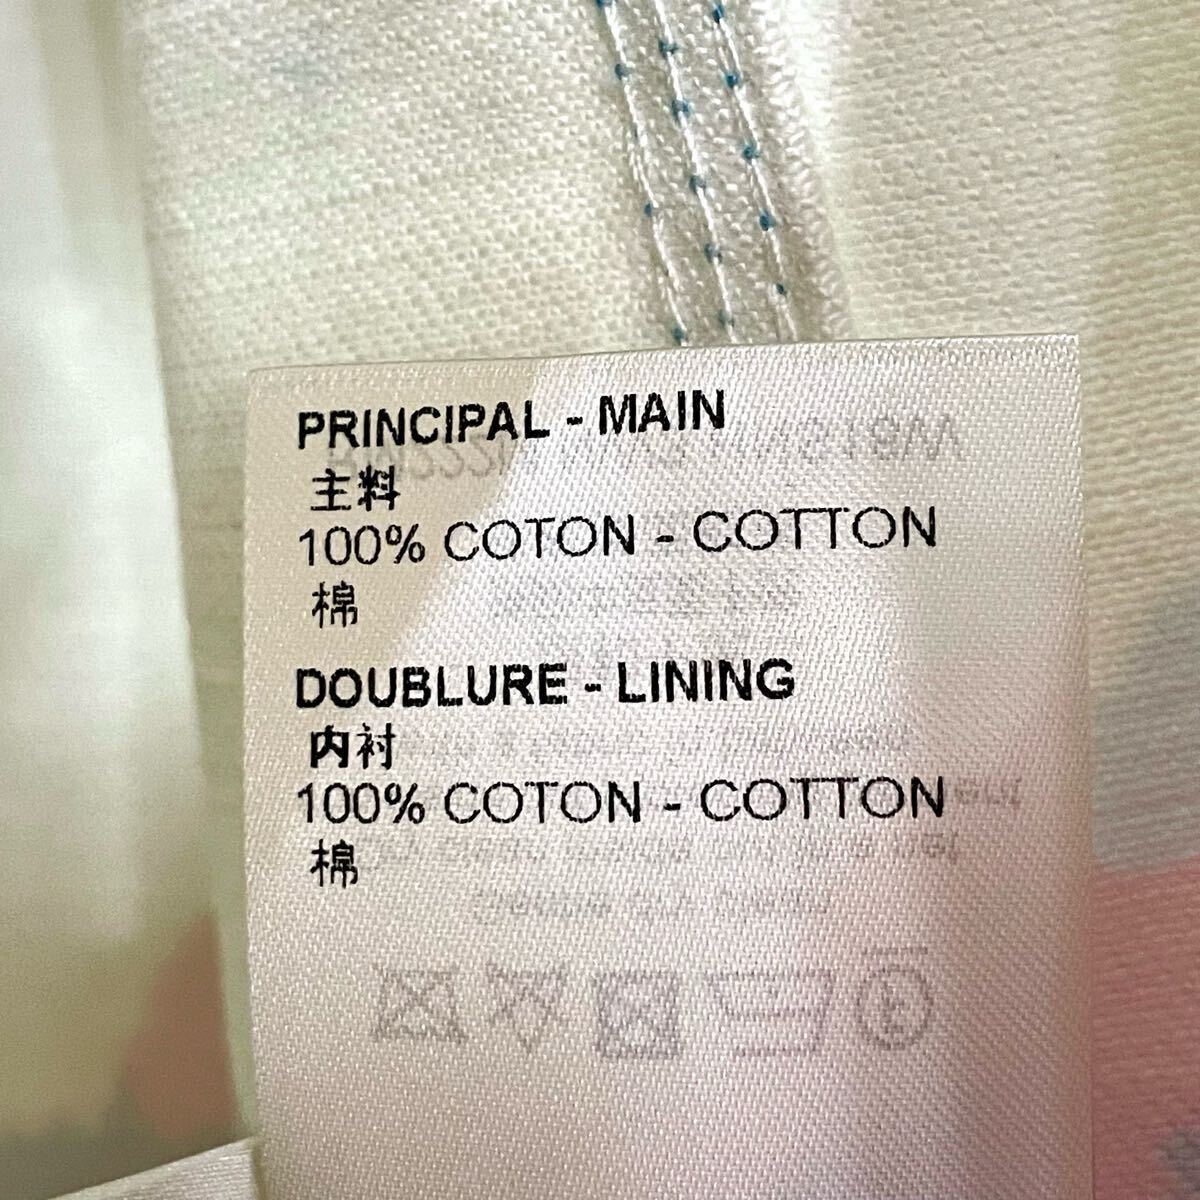 PRINCIPAL - MAIN
主料
100% COTON - COTTON
棉
DOUBLURE - LINING
内衬
100% COTON - COTTON
棉